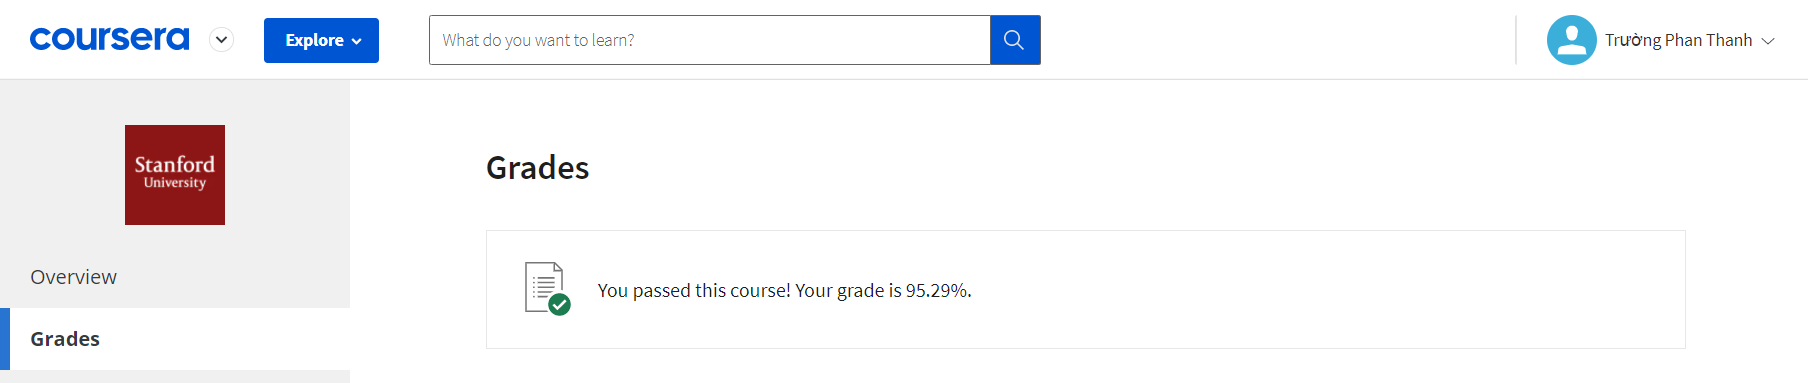 coursera
Explore
What do you want to learn?
Trường Phan Thanh
Stanford
University
Overview
Grades
Grades
You passed this course! Your grade is 95.29%.